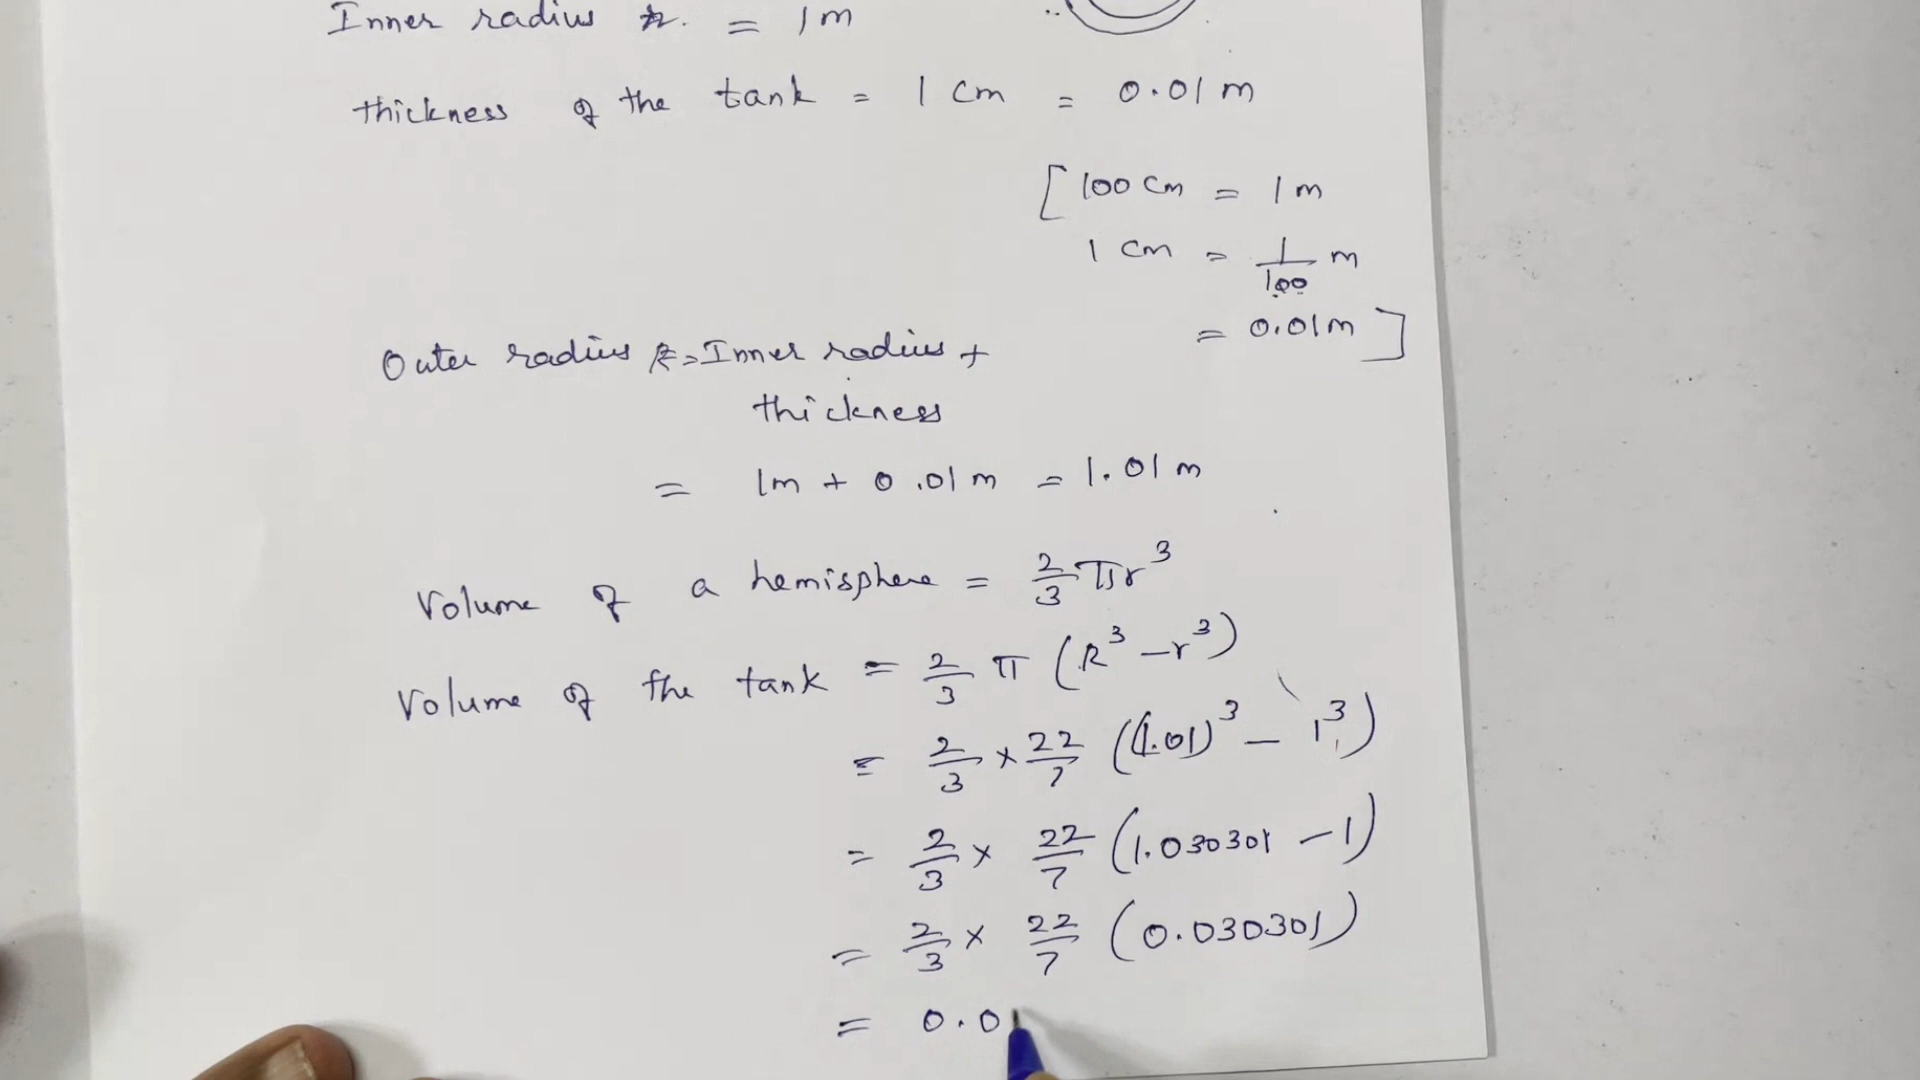 Inner radius r. = 1m
thickness of the tank = 1 cm = 0.01 m
[100 cm = 1 m
1 cm = 1/100 m
= 0.01m]
Outer radius R = Inner radius +
thickness
= 1m + 0.01m = 1.01 m
Volume of a hemisphere = 2/3 πr³
Volume of the tank = 2/3 π (R³ - r³)
= 2/3 × 22/7 ((1.01)³ - 1³)
= 2/3 × 22/7 (1.030301 - 1)
= 2/3 × 22/7 (0.030301)
= 0.0